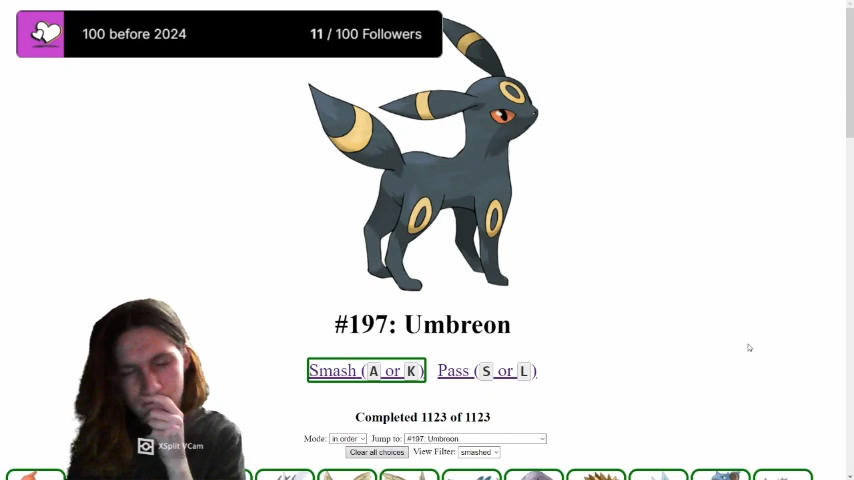 100 before 2024 11 / 100 Followers
#197: Umbreon
Smash (A or K) Pass (S or L)
Completed 1123 of 1123
Mode: in order Jump to: #197: Umbreon
Clear all choices View Filter: smashed
XSplit VCam